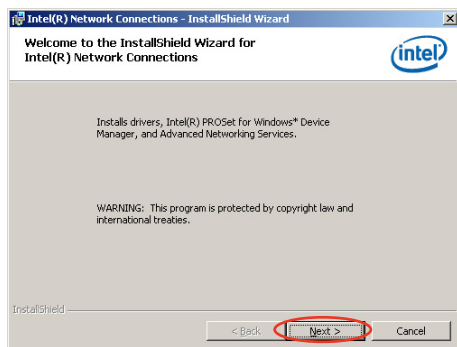 Intel(R) Network Connections - InstallShield Wizard
Welcome to the InstallShield Wizard for
Intel(R) Network Connections
intel
Installs drivers, Intel(R) PROSet for Windows* Device
Manager, and Advanced Networking Services.
WARNING: This program is protected by copyright law and
international treaties.
InstallShield
< Back Next > Cancel